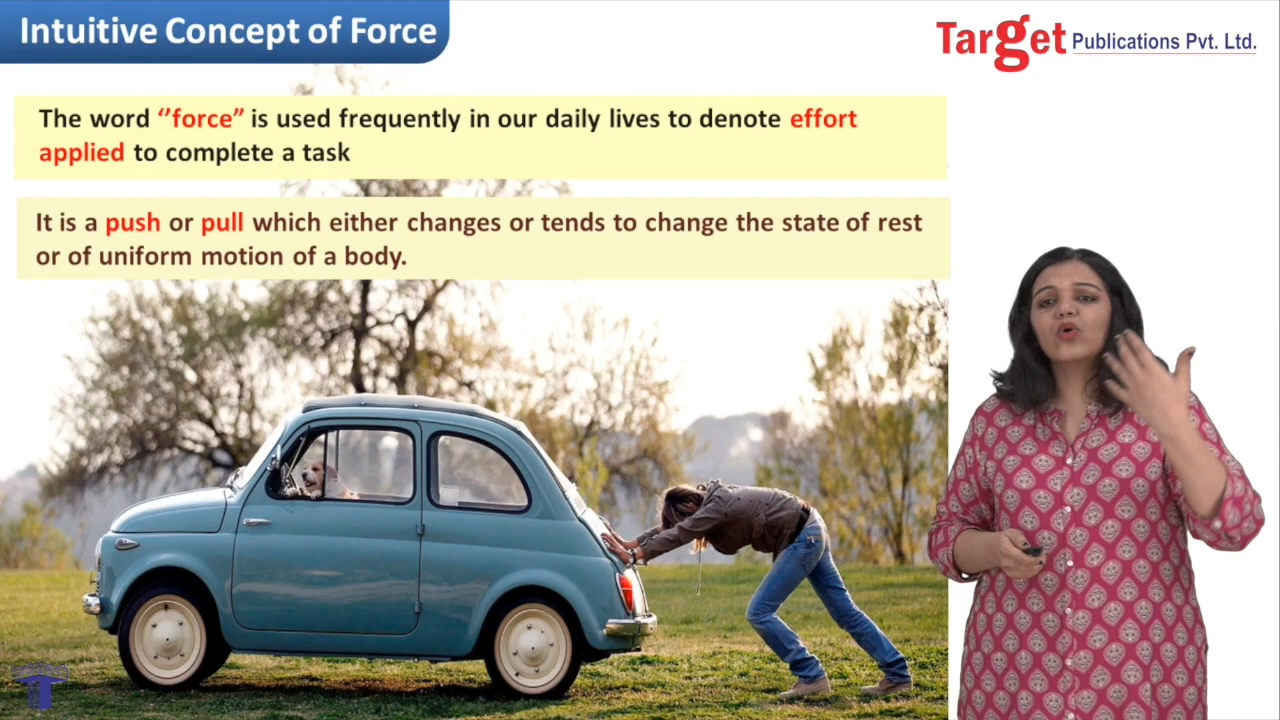 Intuitive Concept of Force
Target Publications Pvt. Ltd.
The word ‘’force” is used frequently in our daily lives to denote effort
applied to complete a task
It is a push or pull which either changes or tends to change the state of rest
or of uniform motion of a body.